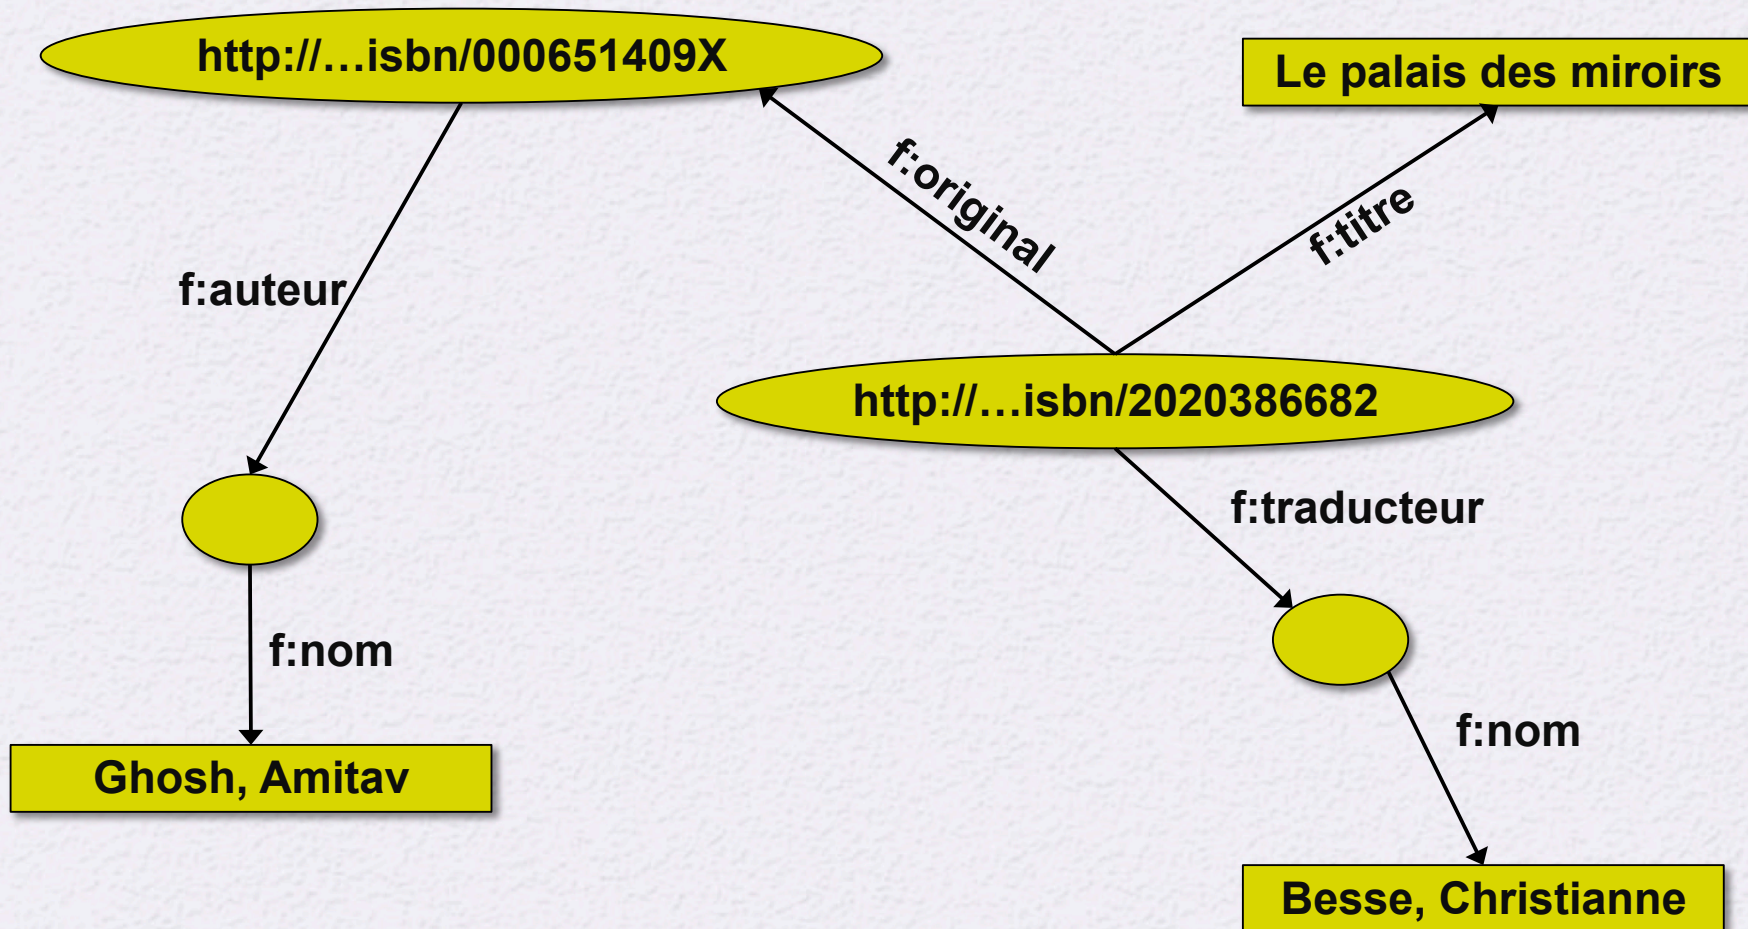 http://…isbn/000651409X
Le palais des miroirs
f:original
f:titre
f:auteur
http://…isbn/2020386682
f:traducteur
f:nom
f:nom
Ghosh, Amitav
Besse, Christianne